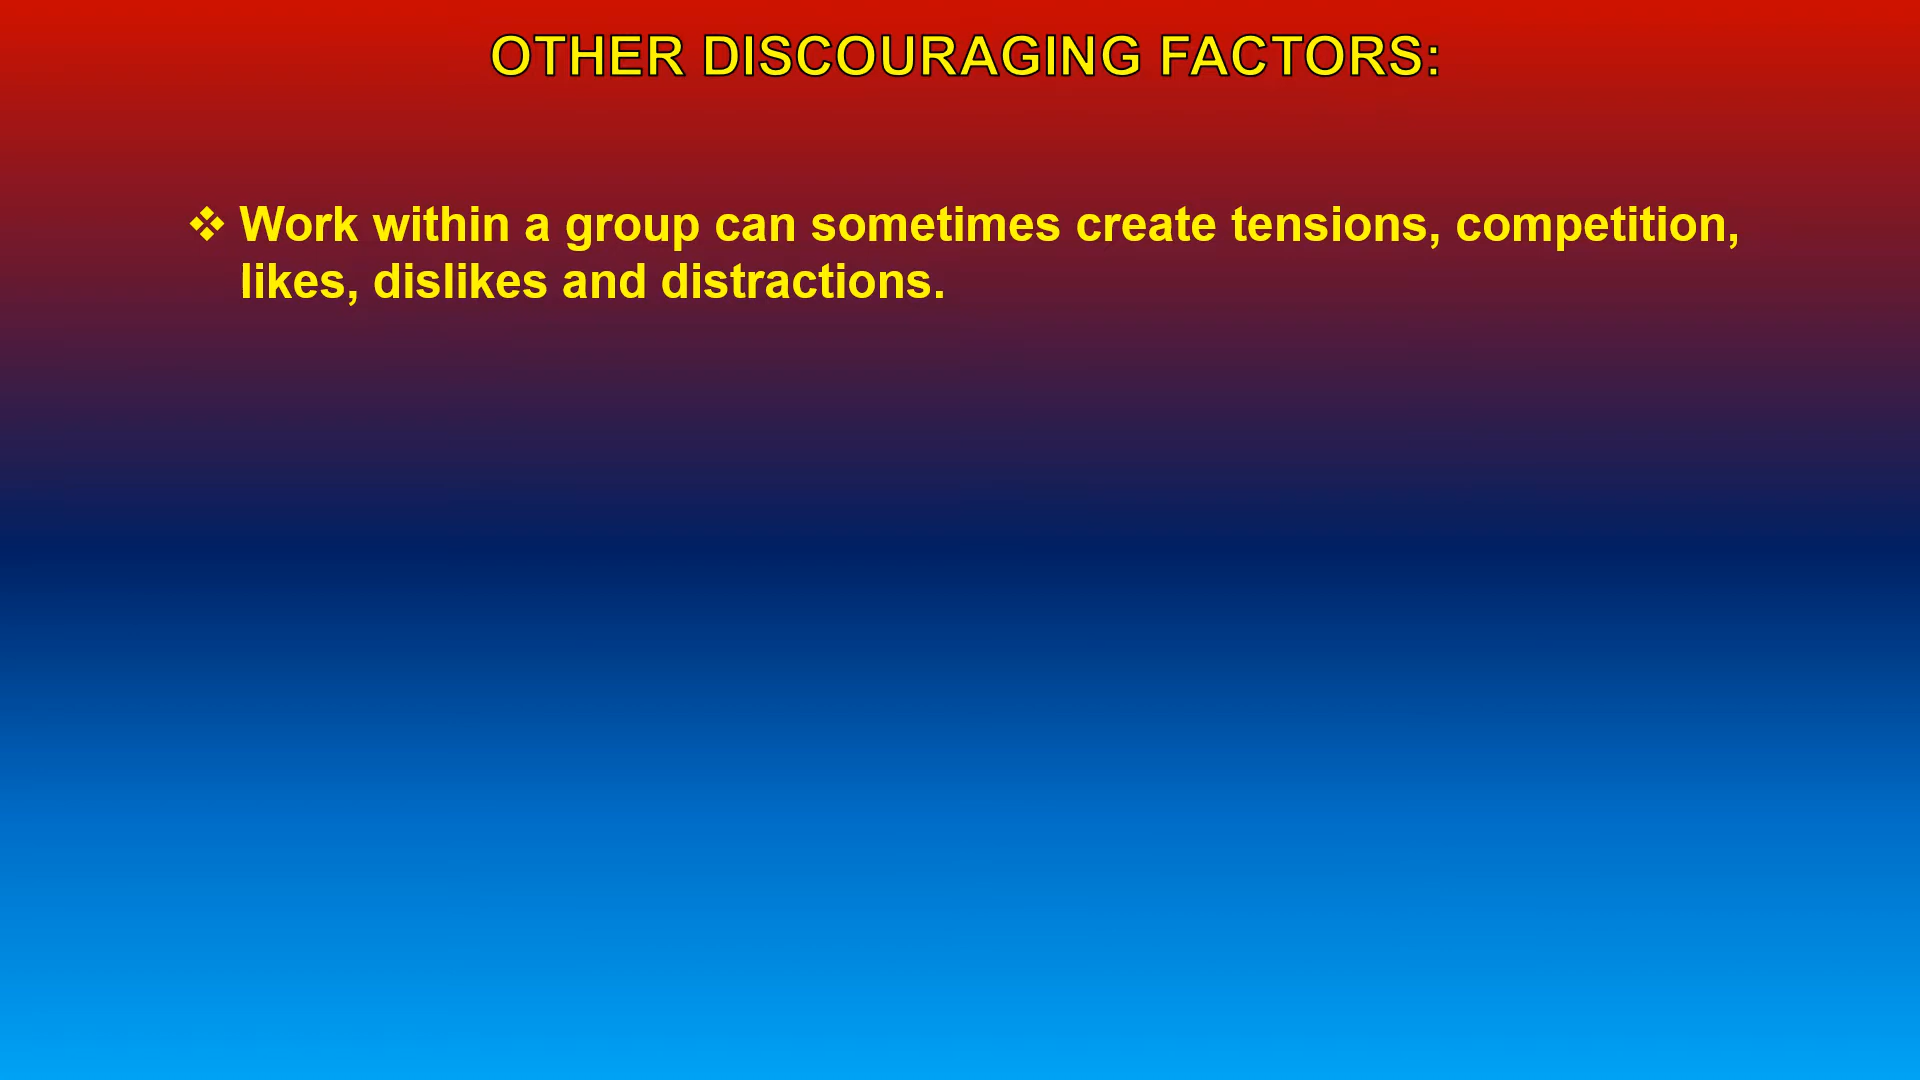 OTHER DISCOURAGING FACTORS:
❖ Work within a group can sometimes create tensions, competition,
likes, dislikes and distractions.